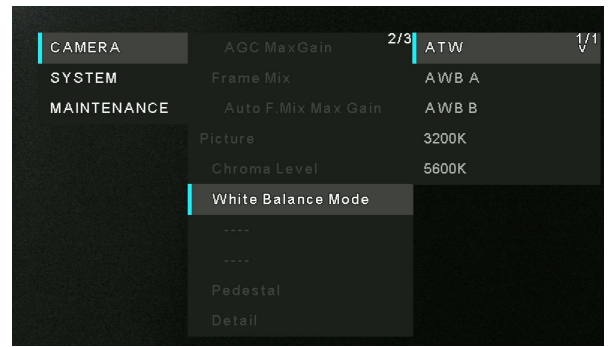 CAMERA
SYSTEM
MAINTENANCE
2/3
AGC MaxGain
Frame Mix
Auto F.Mix Max Gain
Picture
Chroma Level
White Balance Mode
----
----
Pedestal
Detail
1/1
ATW
AWB A
AWB B
3200K
5600K